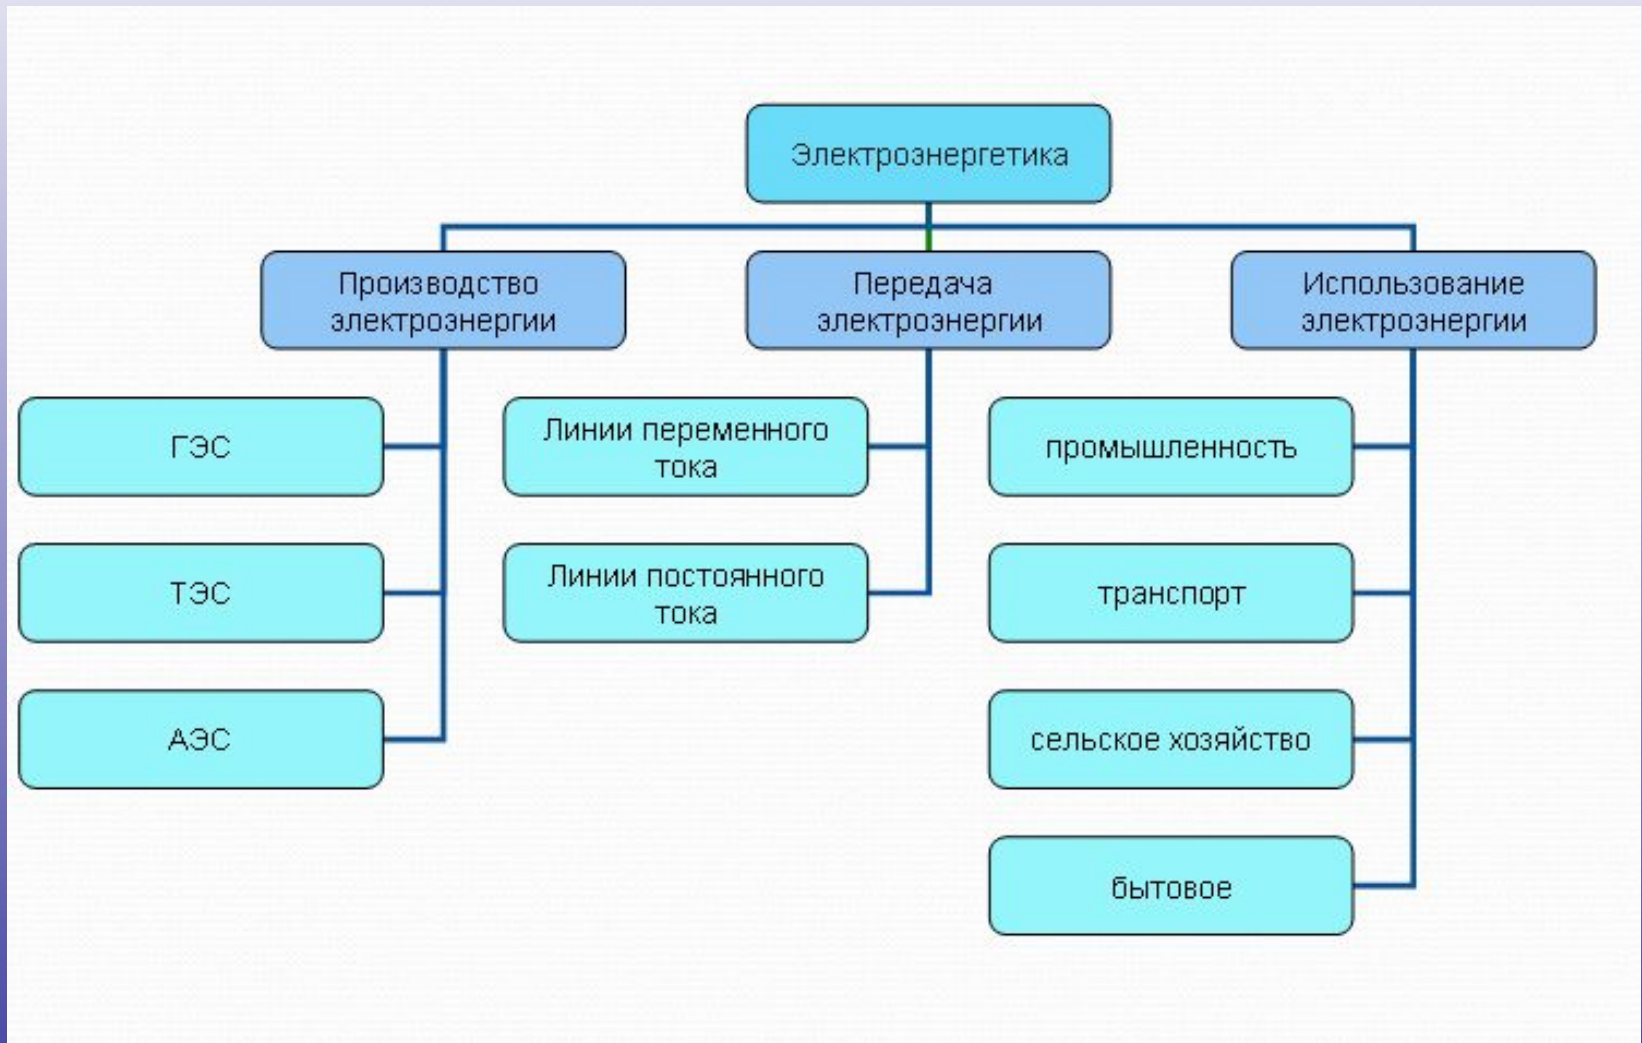 Электроэнергетика
Производство
электроэнергии
Передача
электроэнергии
Использование
электроэнергии
ГЭС
ТЭС
АЭС
Линии переменного
тока
Линии постоянного
тока
промышленность
транспорт
сельское хозяйство
бытовое